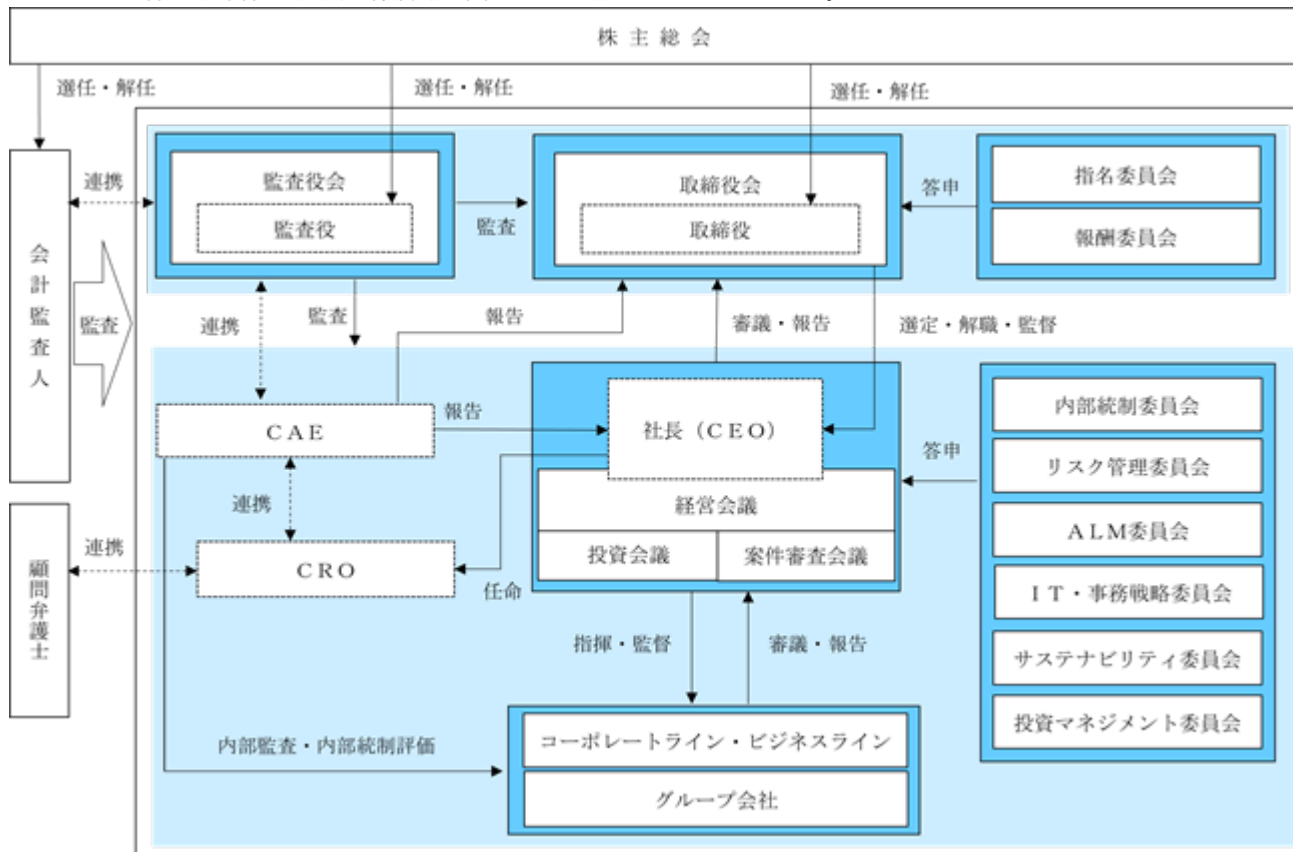 株主総会
選任・解任
選任・解任
選任・解任
監査役会
監査役
取締役会
取締役
指名委員会
報酬委員会
連携
監査
答申
会計監査人
監査
連携
監査
報告
審議・報告
選定・解職・監督
CAE
報告
社長（CEO）
経営会議
投資会議
案件審査会議
答申
内部統制委員会
リスク管理委員会
ALM委員会
IT・事務戦略委員会
サステナビリティ委員会
投資マネジメント委員会
連携
CRO
任命
連携
顧問弁護士
指揮・監督
審議・報告
内部監査・内部統制評価
コーポレートライン・ビジネスライン
グループ会社